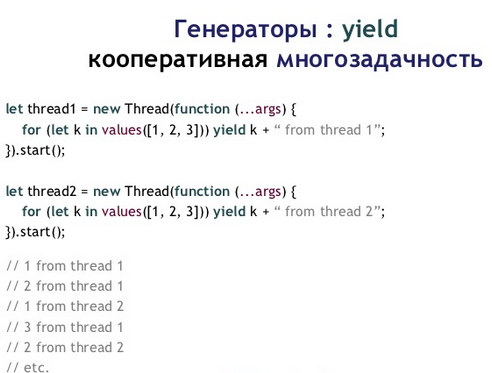 Генераторы : yield
кооперативная многозадачность
let thread1 = new Thread(function (...args) {
for (let k in values([1, 2, 3])) yield k + “ from thread 1”;
}).start();
let thread2 = new Thread(function (...args) {
for (let k in values([1, 2, 3])) yield k + “ from thread 2”;
}).start();
// 1 from thread 1
// 2 from thread 1
// 1 from thread 2
// 3 from thread 1
// 2 from thread 2
// etc.